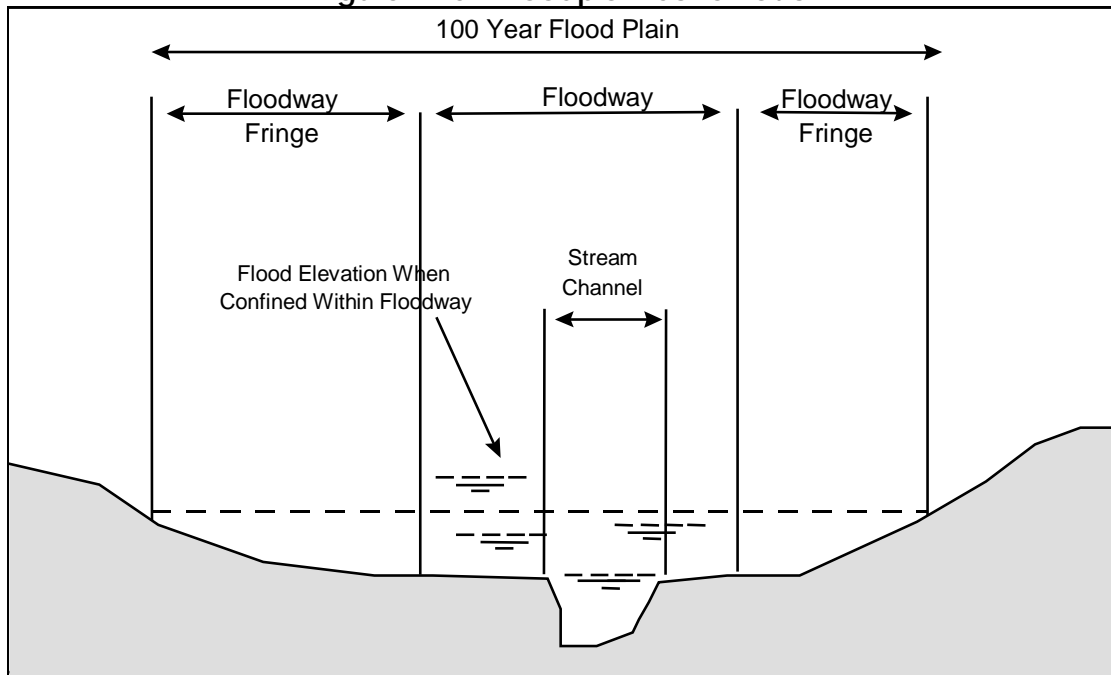 100 Year Flood Plain
Floodway
Fringe
Floodway
Floodway
Fringe
Flood Elevation When
Confined Within Floodway
Stream
Channel